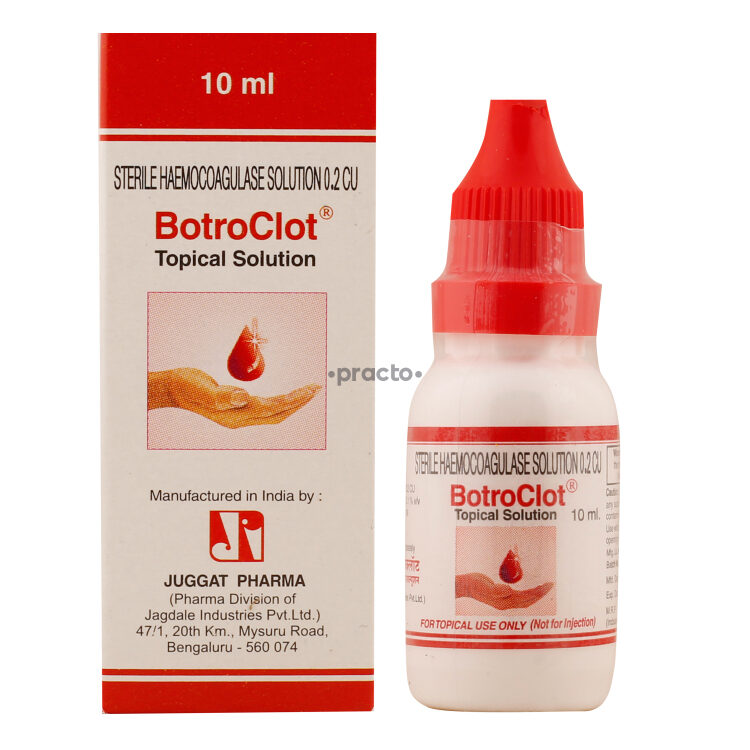 10 ml
STERILE HAEMOCOAGULASE SOLUTION 0.2 CU
BotroClot®
Topical Solution
Manufactured in India by :
JUGGAT PHARMA
(Pharma Division of
Jagdale Industries Pvt.Ltd.)
47/1, 20th Km., Mysuru Road,
Bengaluru - 560 074
•practo•
STERILE HAEMOCOAGULASE SOLUTION 0.2 CU
BotroClot®
Topical Solution 10 ml.
FOR TOPICAL USE ONLY (Not for Injection)